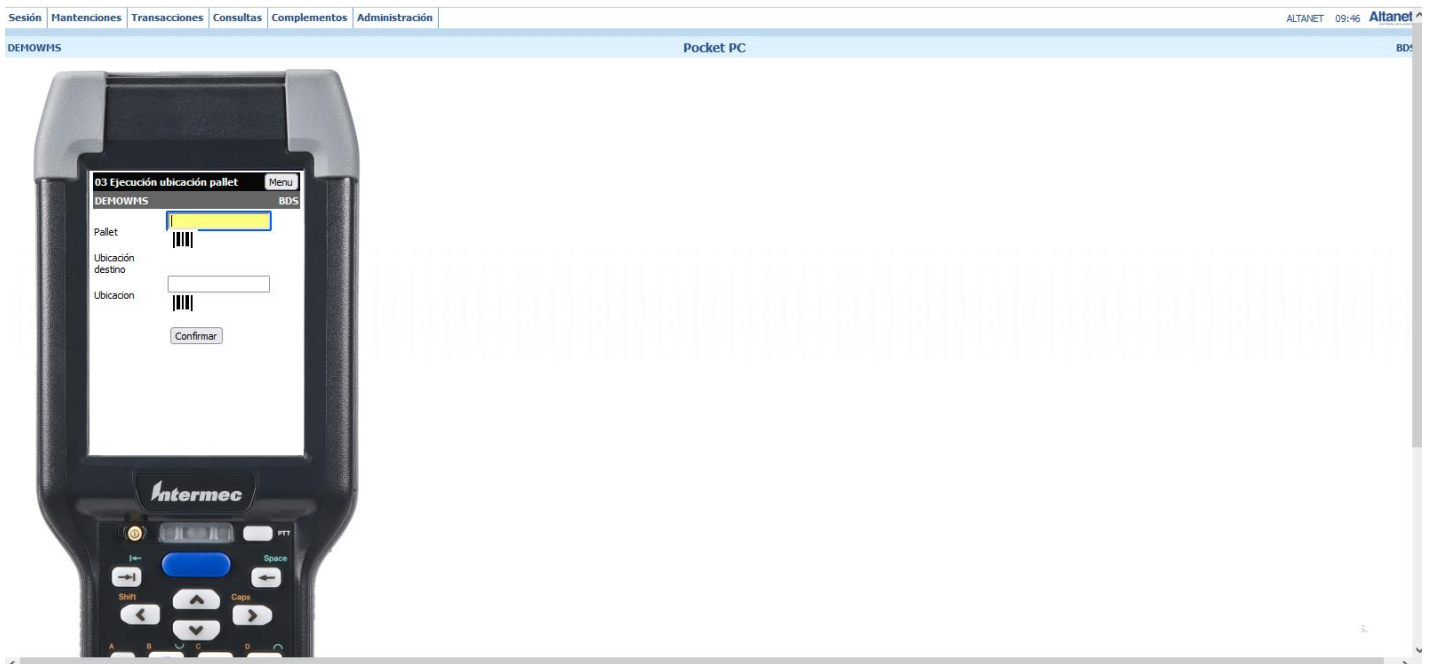 Sesión Mantenciones Transacciones Consultas Complementos Administración ALTANET 09:46 Altanet
DEMOWMS Pocket PC BDS
03 Ejecución ubicación pallet Menu
DEMOWMS BDS
Pallet
Ubicación
destino
Ubicacion
Confirmar
Intermec
PTT
Space
Shift Caps
A B C D
s.